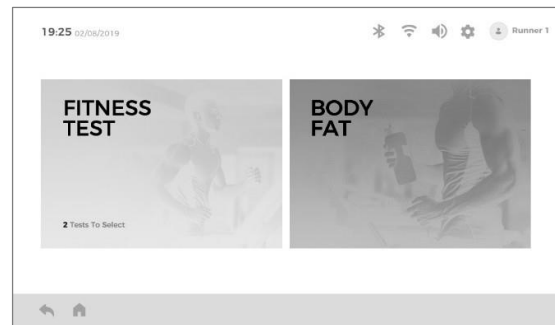 19:25 02/08/2019
Runner 1
FITNESS
TEST
2 Tests To Select
BODY
FAT